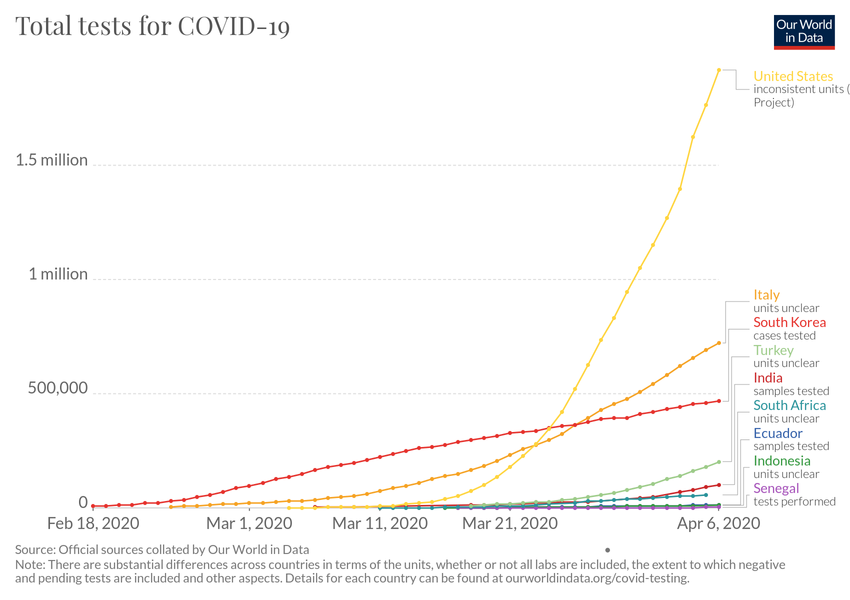 Total tests for COVID-19
Our World
in Data
United States
inconsistent units (
Project)
1.5 million
1 million
500,000
0
Italy
units unclear
South Korea
cases tested
Turkey
units unclear
India
samples tested
South Africa
units unclear
Ecuador
samples tested
Indonesia
units unclear
Senegal
tests performed
Feb 18, 2020
Mar 1, 2020
Mar 11, 2020
Mar 21, 2020
Apr 6, 2020
Source: Official sources collated by Our World in Data
Note: There are substantial differences across countries in terms of the units, whether or not all labs are included, the extent to which negative
and pending tests are included and other aspects. Details for each country can be found at ourworldindata.org/covid-testing.